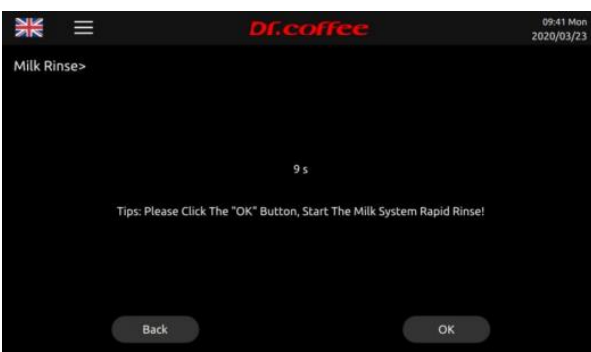 Dr.coffee
09:41 Mon
2020/03/23
Milk Rinse>
9 s
Tips: Please Click The "OK" Button, Start The Milk System Rapid Rinse!
Back
OK